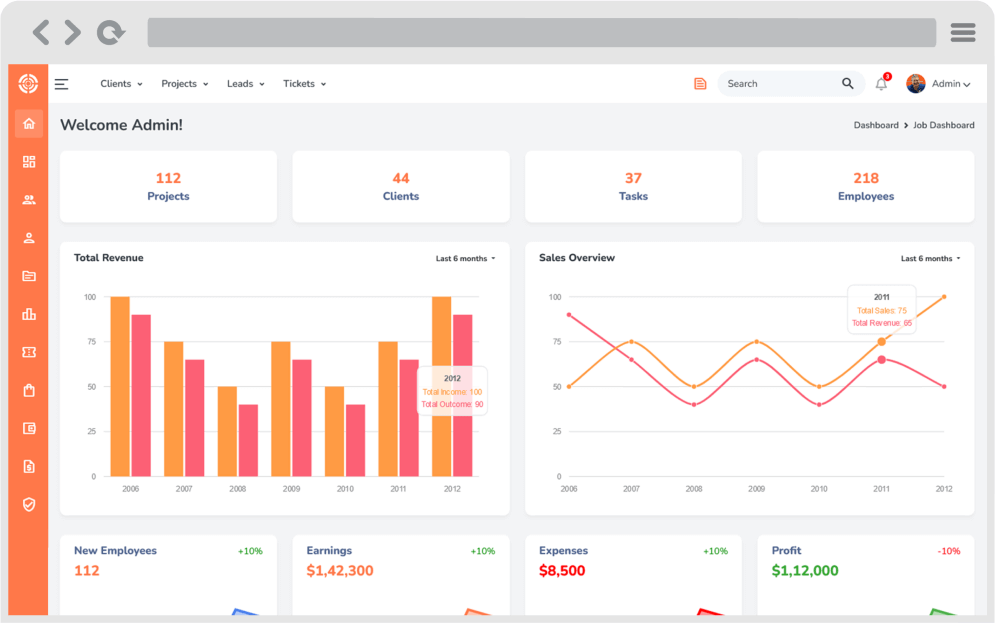 Clients Projects Leads Tickets Search 3 Admin
Welcome Admin! Dashboard > Job Dashboard
112 44 37 218
Projects Clients Tasks Employees
Total Revenue Last 6 months
100
75
50
25
0
2006 2007 2008 2009 2010 2011 2012
2012
Total Income: 100
Total Outcome: 90
Sales Overview Last 6 months
100
75
50
25
0
2006 2007 2008 2009 2010 2011 2012
2011
Total Sales: 75
Total Revenue: 65
New Employees +10% Earnings +10% Expenses +10% Profit -10%
112 $1,42,300 $8,500 $1,12,000